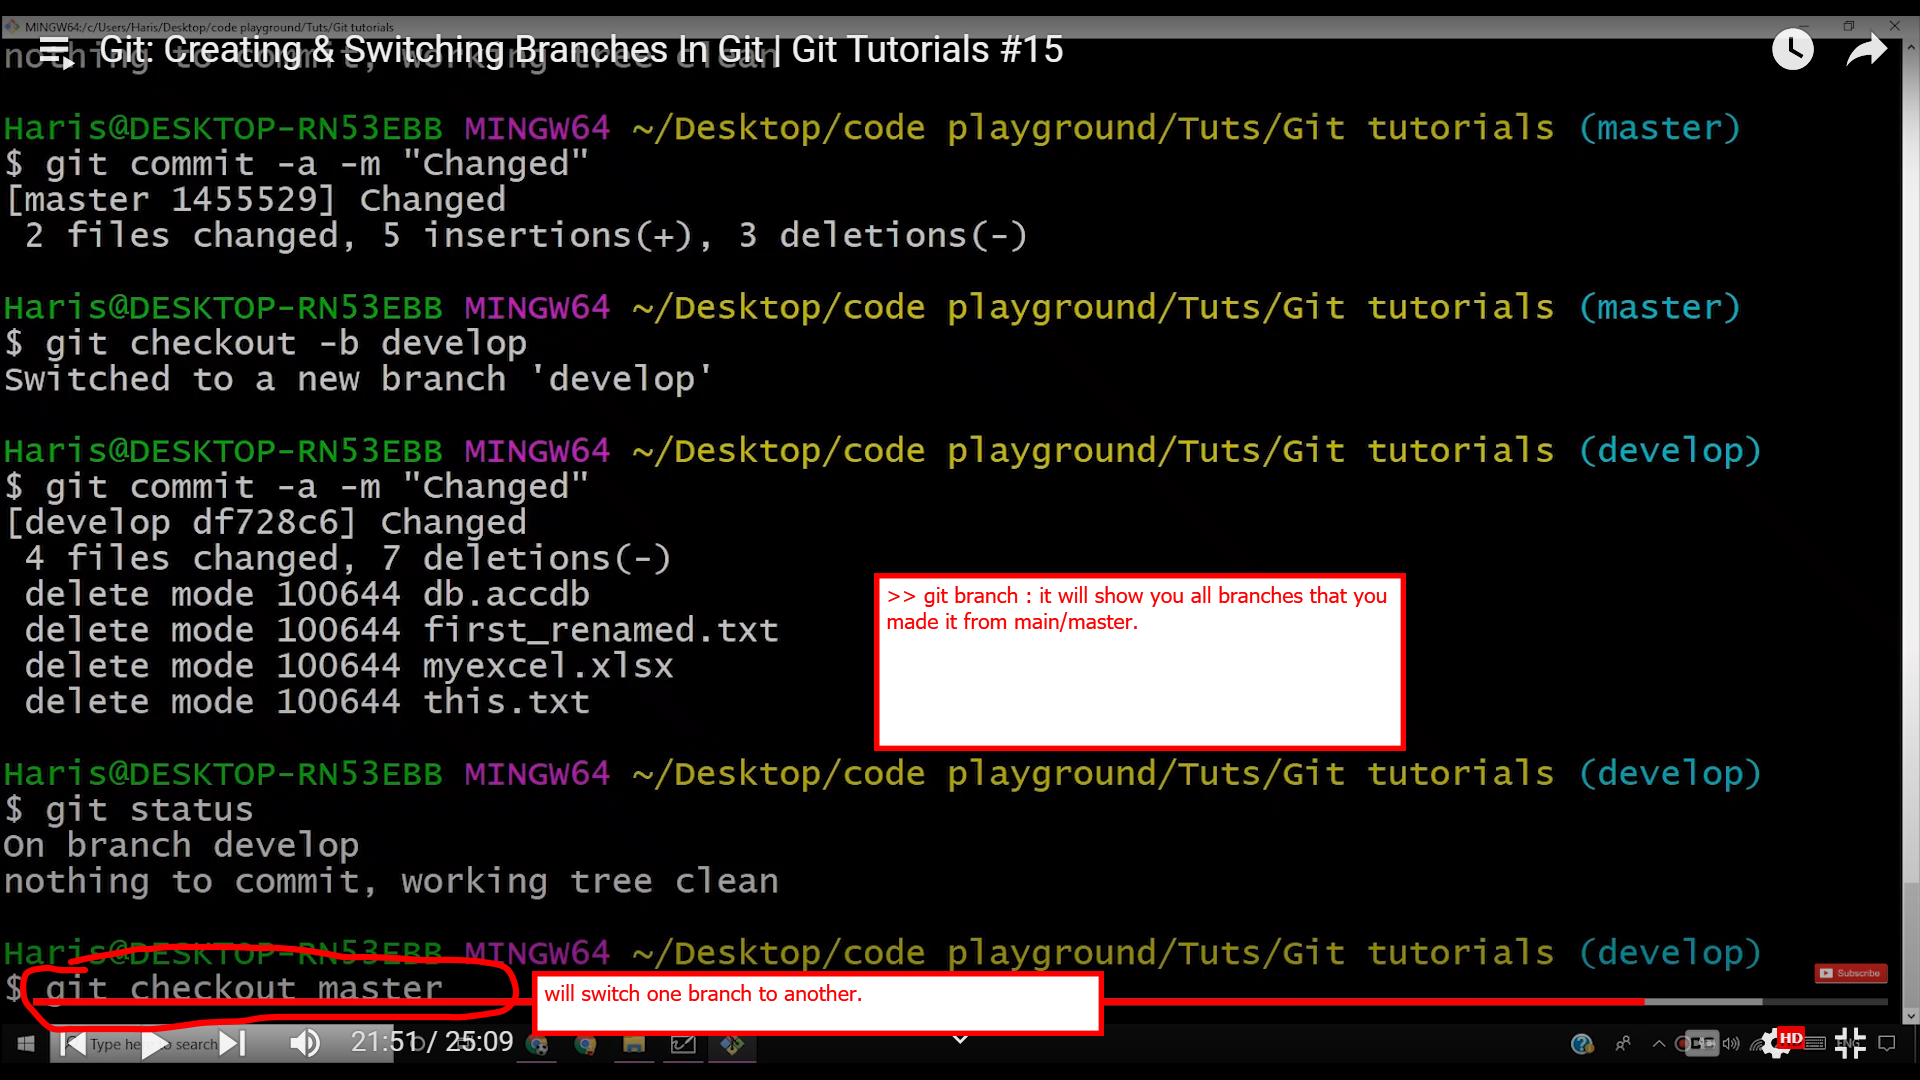 MINGW64:/c/Users/Haris/Desktop/code playground/Tuts/Git tutorials
nothing to commit, working tree clean
Git: Creating & Switching Branches In Git | Git Tutorials #15
Haris@DESKTOP-RN53EBB MINGW64 ~/Desktop/code playground/Tuts/Git tutorials (master)
$ git commit -a -m "Changed"
[master 1455529] Changed
2 files changed, 5 insertions(+), 3 deletions(-)
Haris@DESKTOP-RN53EBB MINGW64 ~/Desktop/code playground/Tuts/Git tutorials (master)
$ git checkout -b develop
Switched to a new branch 'develop'
Haris@DESKTOP-RN53EBB MINGW64 ~/Desktop/code playground/Tuts/Git tutorials (develop)
$ git commit -a -m "Changed"
[develop df728c6] Changed
4 files changed, 7 deletions(-)
delete mode 100644 db.accdb
delete mode 100644 first_renamed.txt
delete mode 100644 myexcel.xlsx
delete mode 100644 this.txt
>> git branch : it will show you all branches that you
made it from main/master.
Haris@DESKTOP-RN53EBB MINGW64 ~/Desktop/code playground/Tuts/Git tutorials (develop)
$ git status
On branch develop
nothing to commit, working tree clean
Haris@DESKTOP-RN53EBB MINGW64 ~/Desktop/code playground/Tuts/Git tutorials (develop)
$ git checkout master
will switch one branch to another.
Subscribe
Type here to search
21:51 / 25:09
HD
ENG